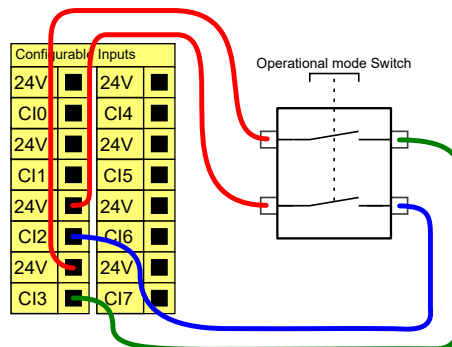 Configurable Inputs
Operational mode Switch
24V 24V
CI0 CI4
24V 24V
CI1 CI5
24V 24V
CI2 CI6
24V 24V
CI3 CI7